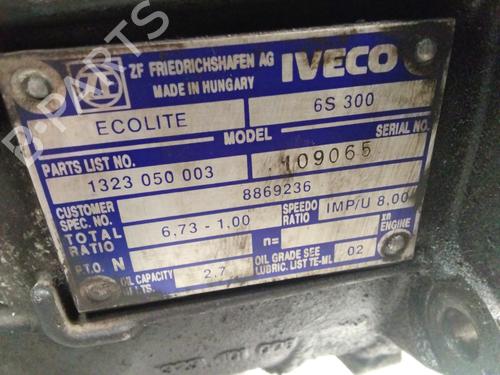 ZF
ZF FRIEDRICHSHAFEN AG
MADE IN HUNGARY
IVECO
ECOLITE
6S 300
MODEL
SERIAL NO.
PARTS LIST NO.
109065
1323 050 003
8869236
CUSTOMER
SPEC. NO.
SPEEDO
RATIO
IMP/U 8,00
xn
ENGINE
TOTAL
RATIO
6,73 - 1,00
n=
P.T.O. N
OIL CAPACITY
2.7
OIL GRADE SEE
LUBRIC. LIST TE-ML
02
B-PARTS